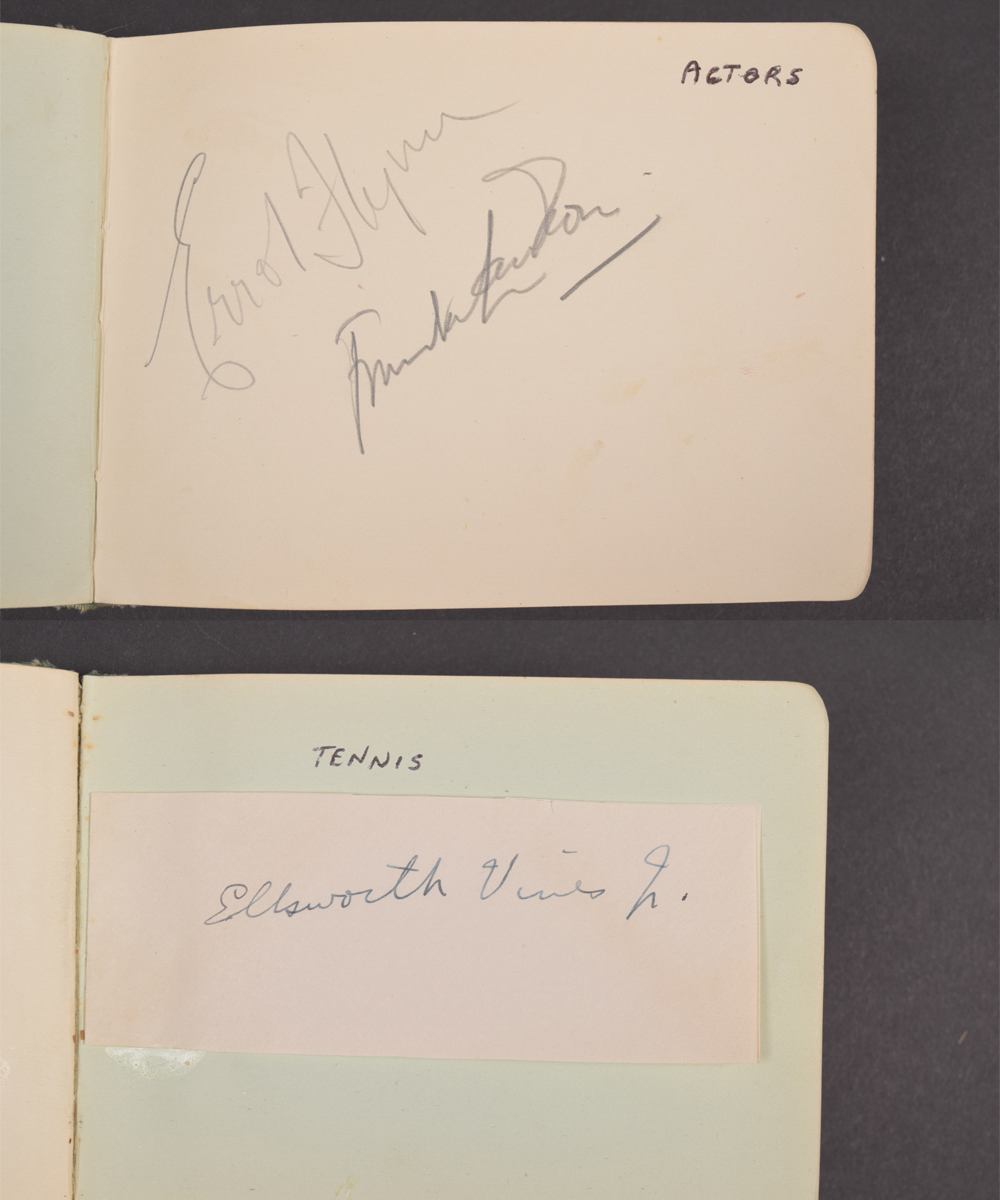 ACTORS
Errol Flynn
TENNIS
Ellsworth Vines Jr.